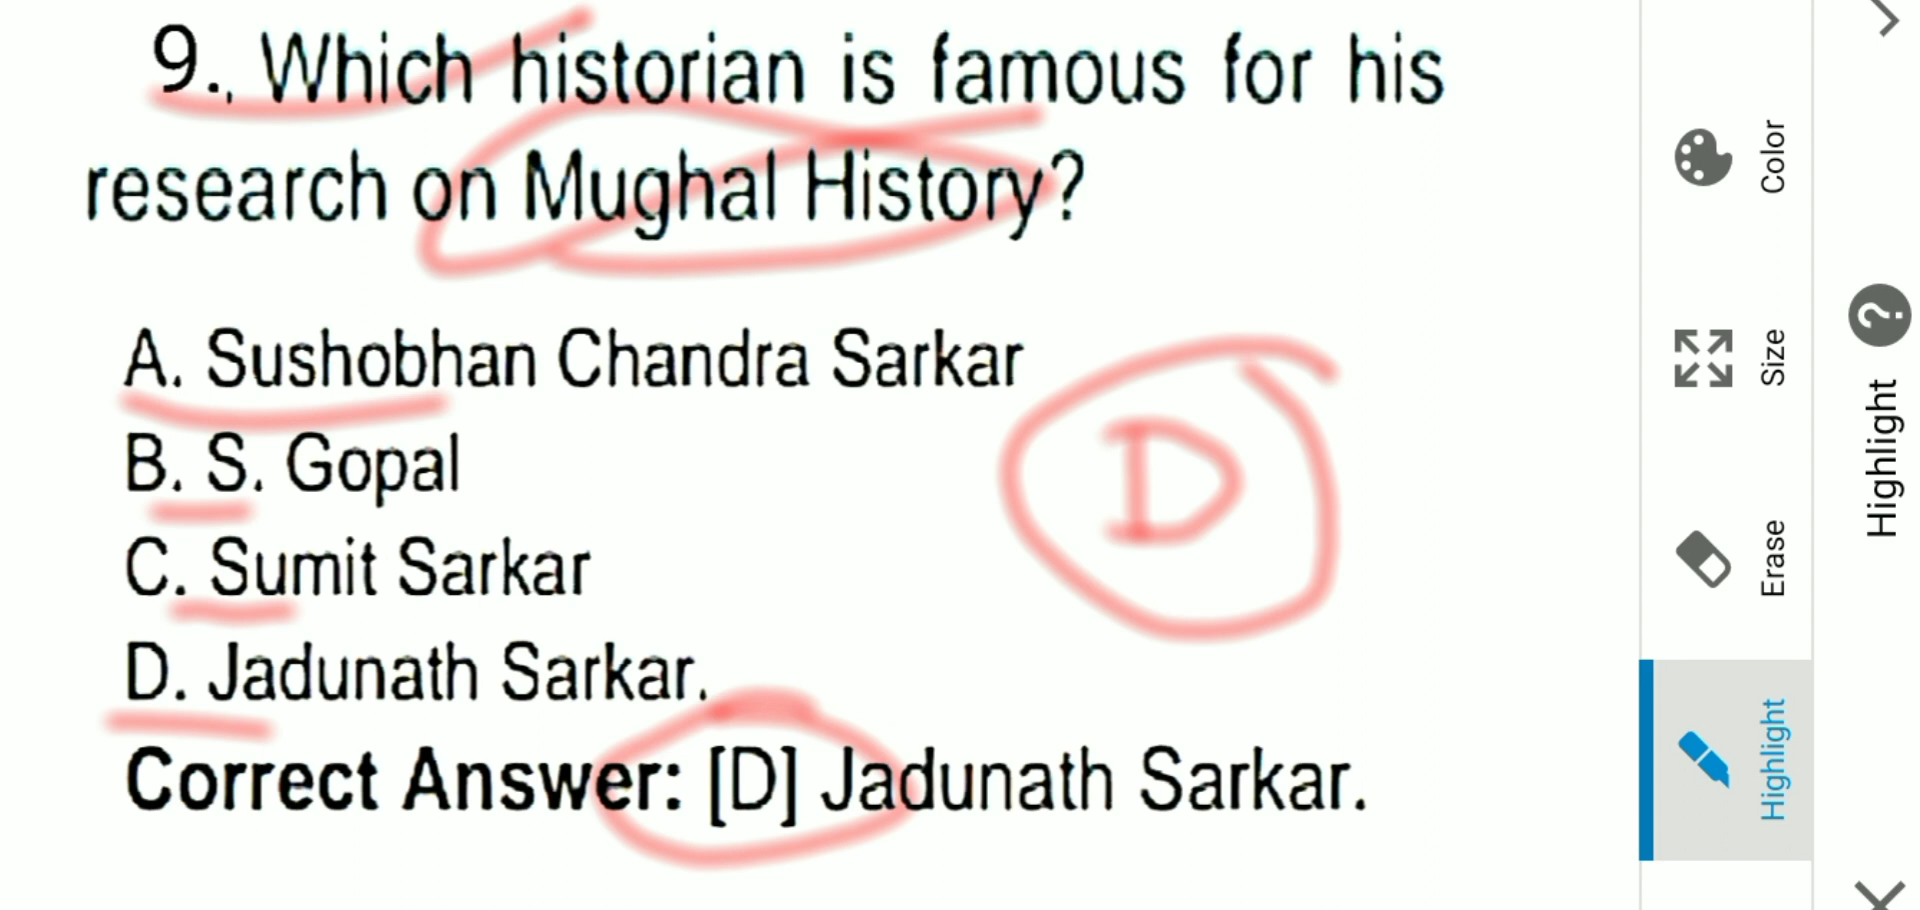 9., Which historian is famous for his
research on Mughal History?
A. Sushobhan Chandra Sarkar
B. S. Gopal
C. Sumit Sarkar
D. Jadunath Sarkar.
D
Correct Answer: [D] Jadunath Sarkar.
Color
Size
Erase
Highlight
? Highlight